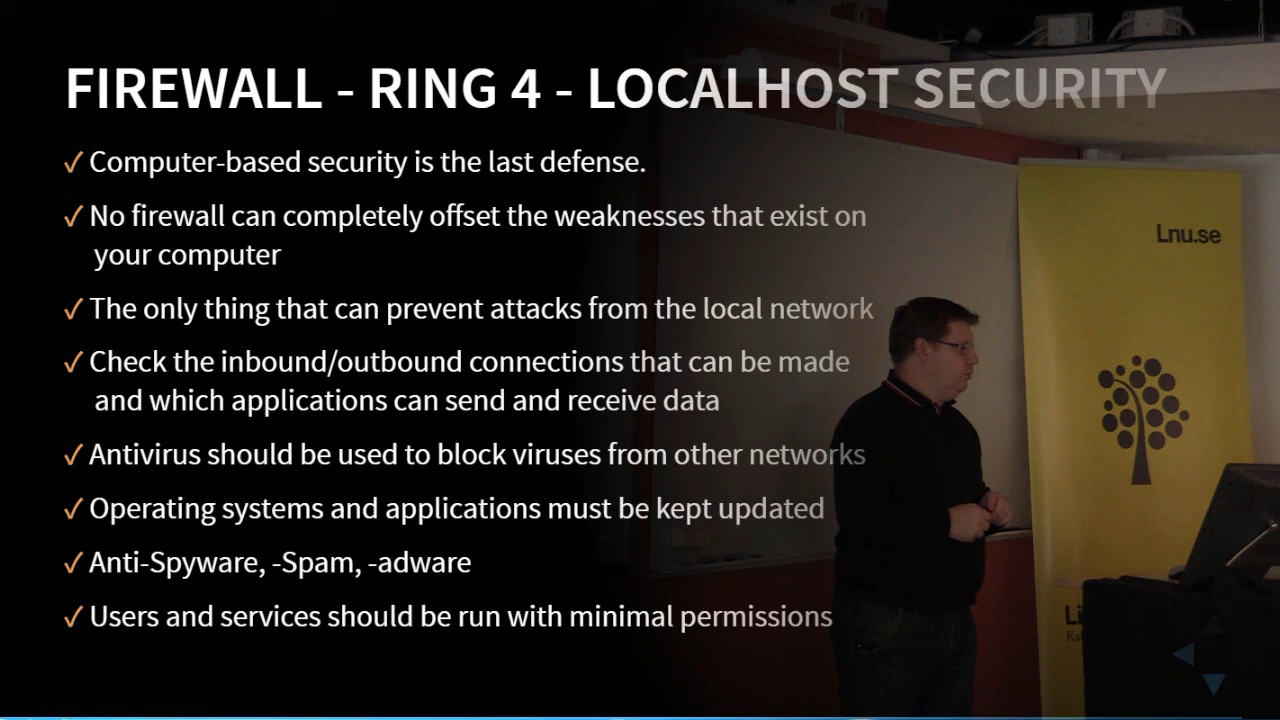 FIREWALL - RING 4 - LOCALHOST SECURITY
✓ Computer-based security is the last defense.
✓ No firewall can completely offset the weaknesses that exist on
your computer
✓ The only thing that can prevent attacks from the local network
✓ Check the inbound/outbound connections that can be made
and which applications can send and receive data
✓ Antivirus should be used to block viruses from other networks
✓ Operating systems and applications must be kept updated
✓ Anti-Spyware, -Spam, -adware
✓ Users and services should be run with minimal permissions
Lnu.se